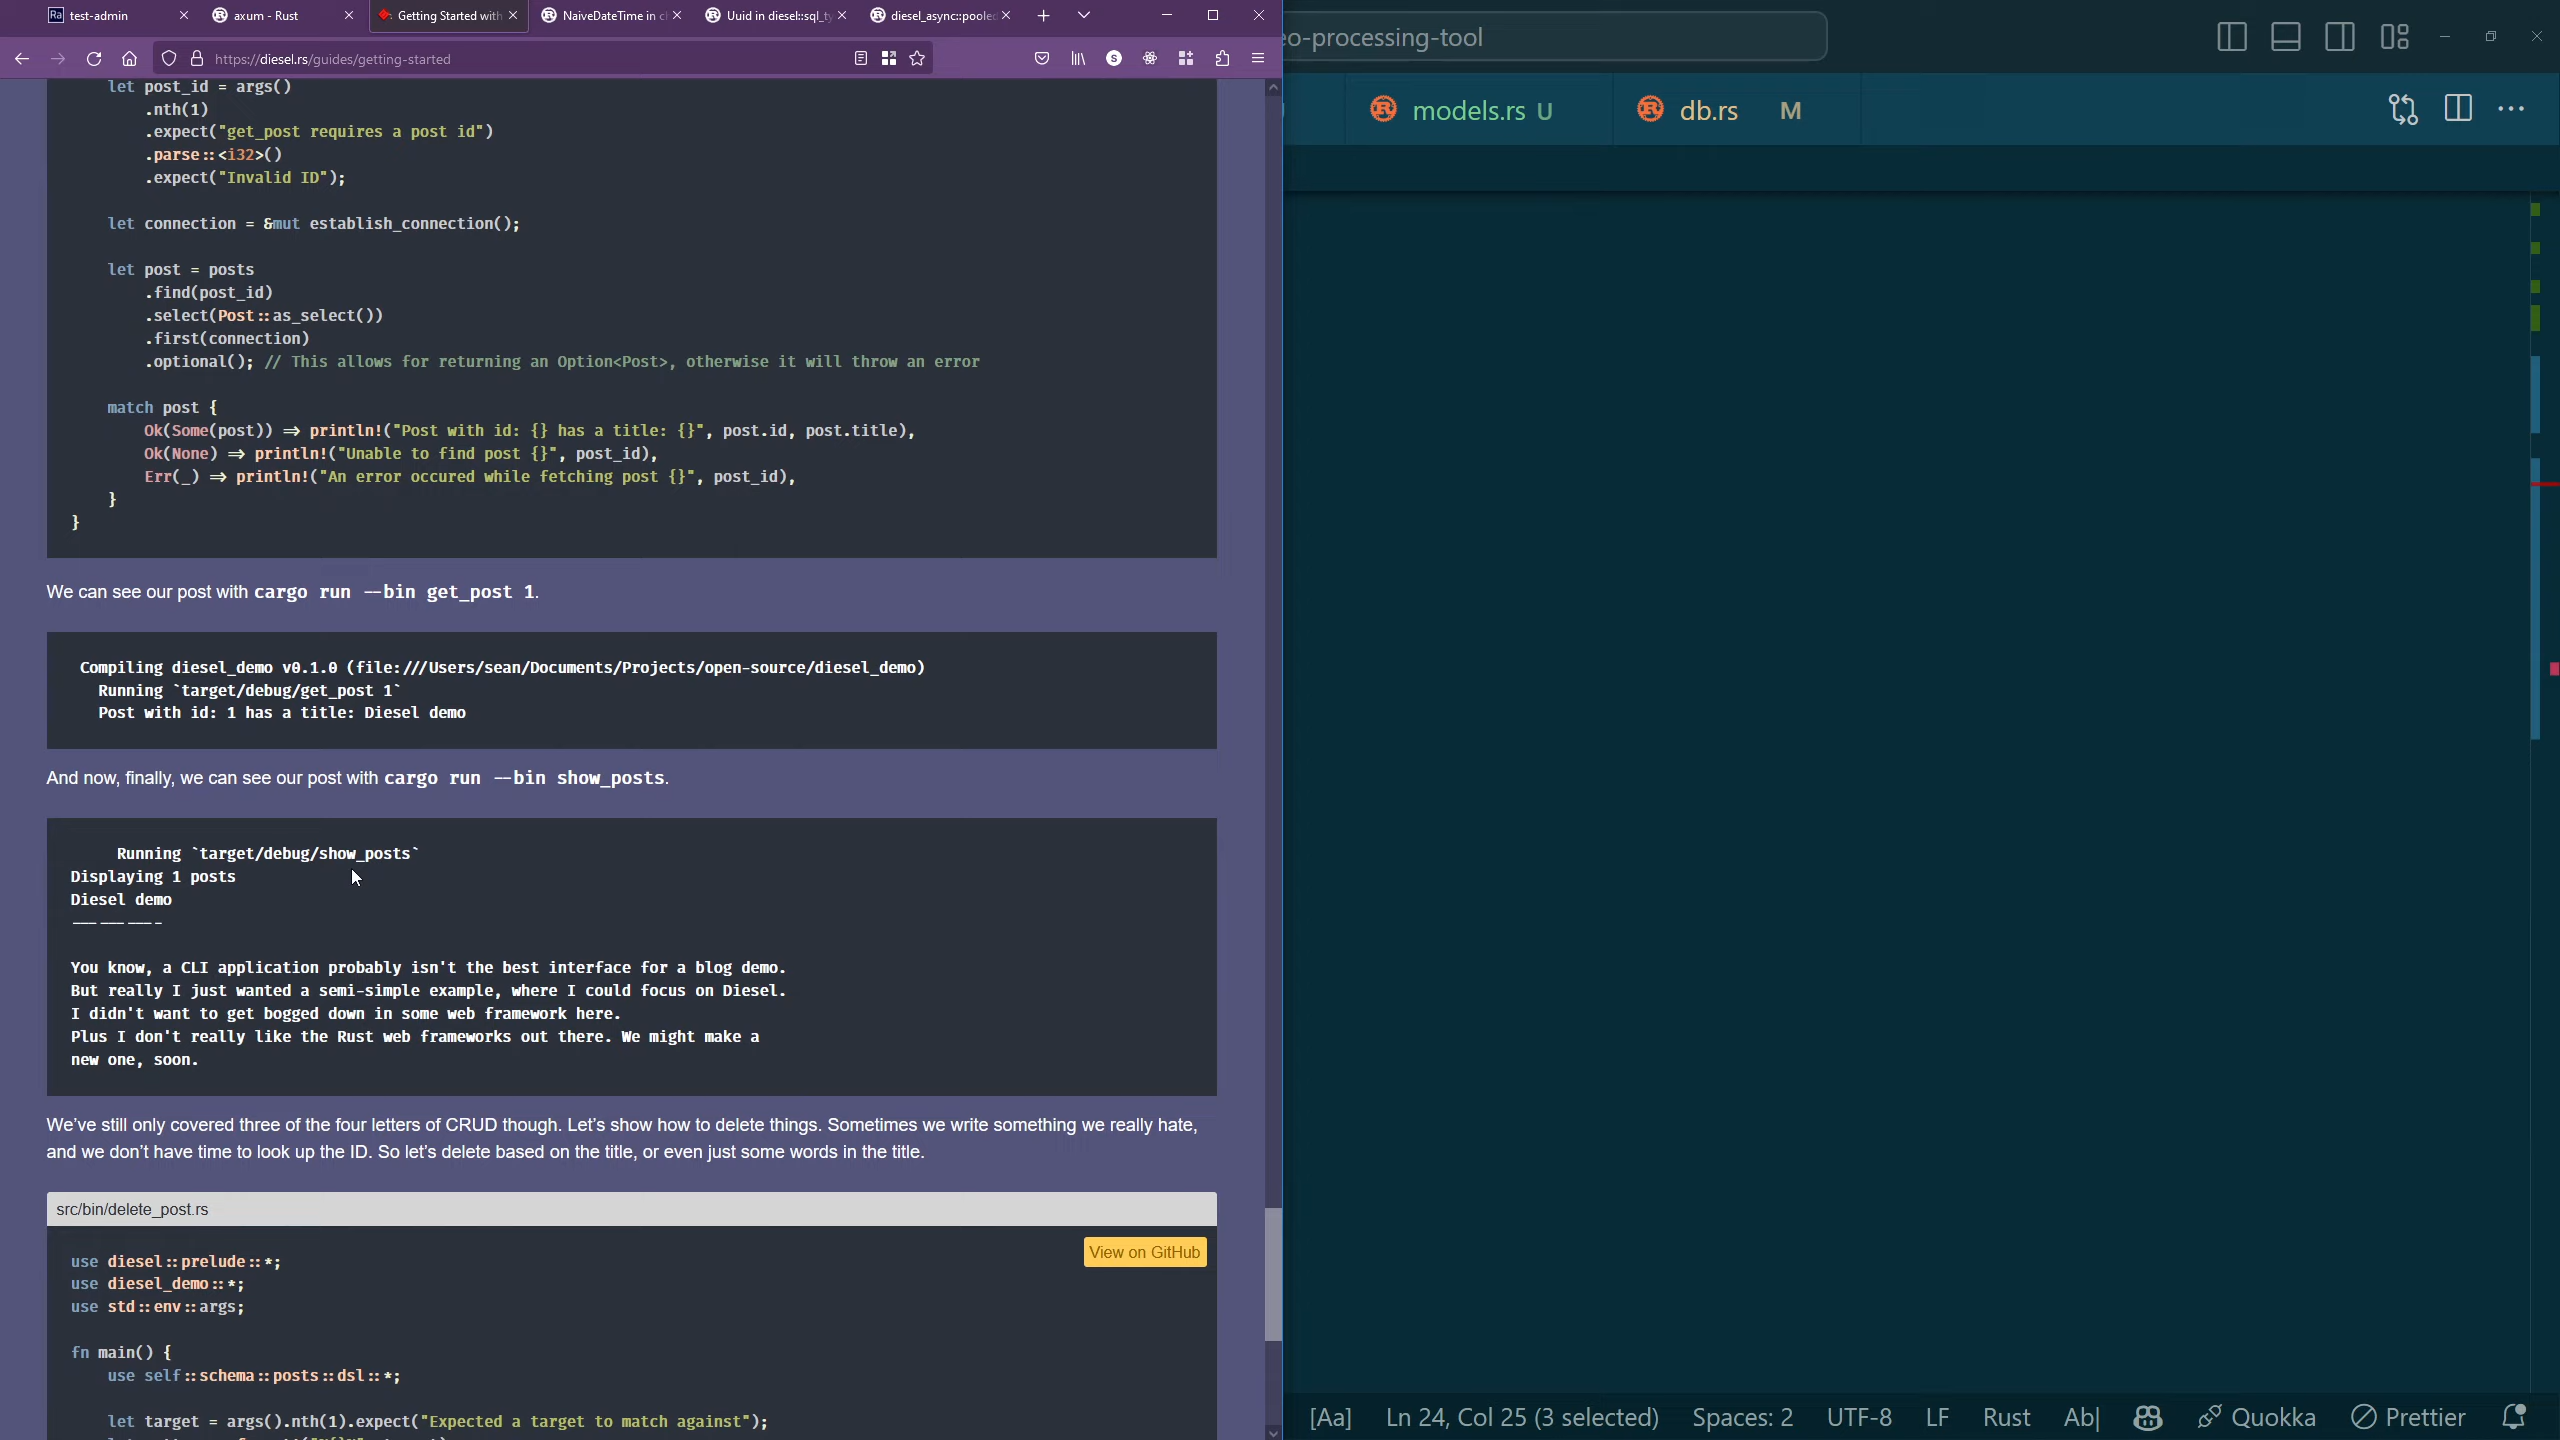 test-admin
axum - Rust
Getting Started with
NaiveDateTime in c
Uuid in diesel::sql_ty
diesel_async::pooled
https://diesel.rs/guides/getting-started
let post_id = args()
.nth(1)
.expect("get_post requires a post id")
.parse::<i32>()
.expect("Invalid ID");
let connection = &mut establish_connection();
let post = posts
.find(post_id)
.select(Post::as_select())
.first(connection)
.optional(); // This allows for returning an Option<Post>, otherwise it will throw an error
match post {
Ok(Some(post)) => println!("Post with id: {} has a title: {}", post.id, post.title),
Ok(None) => println!("Unable to find post {}", post_id),
Err(_) => println!("An error occured while fetching post {}", post_id),
}
}
We can see our post with cargo run --bin get_post 1.
Compiling diesel_demo v0.1.0 (file:///Users/sean/Documents/Projects/open-source/diesel_demo)
Running `target/debug/get_post 1`
Post with id: 1 has a title: Diesel demo
And now, finally, we can see our post with cargo run --bin show_posts.
Running `target/debug/show_posts`
Displaying 1 posts
Diesel demo
----------
You know, a CLI application probably isn't the best interface for a blog demo.
But really I just wanted a semi-simple example, where I could focus on Diesel.
I didn't want to get bogged down in some web framework here.
Plus I don't really like the Rust web frameworks out there. We might make a
new one, soon.
We've still only covered three of the four letters of CRUD though. Let's show how to delete things. Sometimes we write something we really hate,
and we don't have time to look up the ID. So let's delete based on the title, or even just some words in the title.
src/bin/delete_post.rs
View on GitHub
use diesel::prelude::*;
use diesel_demo::*;
use std::env::args;
fn main() {
use self::schema::posts::dsl::*;
let target = args().nth(1).expect("Expected a target to match against");
eo-processing-tool
models.rs U
db.rs M
[Aa] Ln 24, Col 25 (3 selected) Spaces: 2 UTF-8 LF Rust Ab| Quokka Prettier